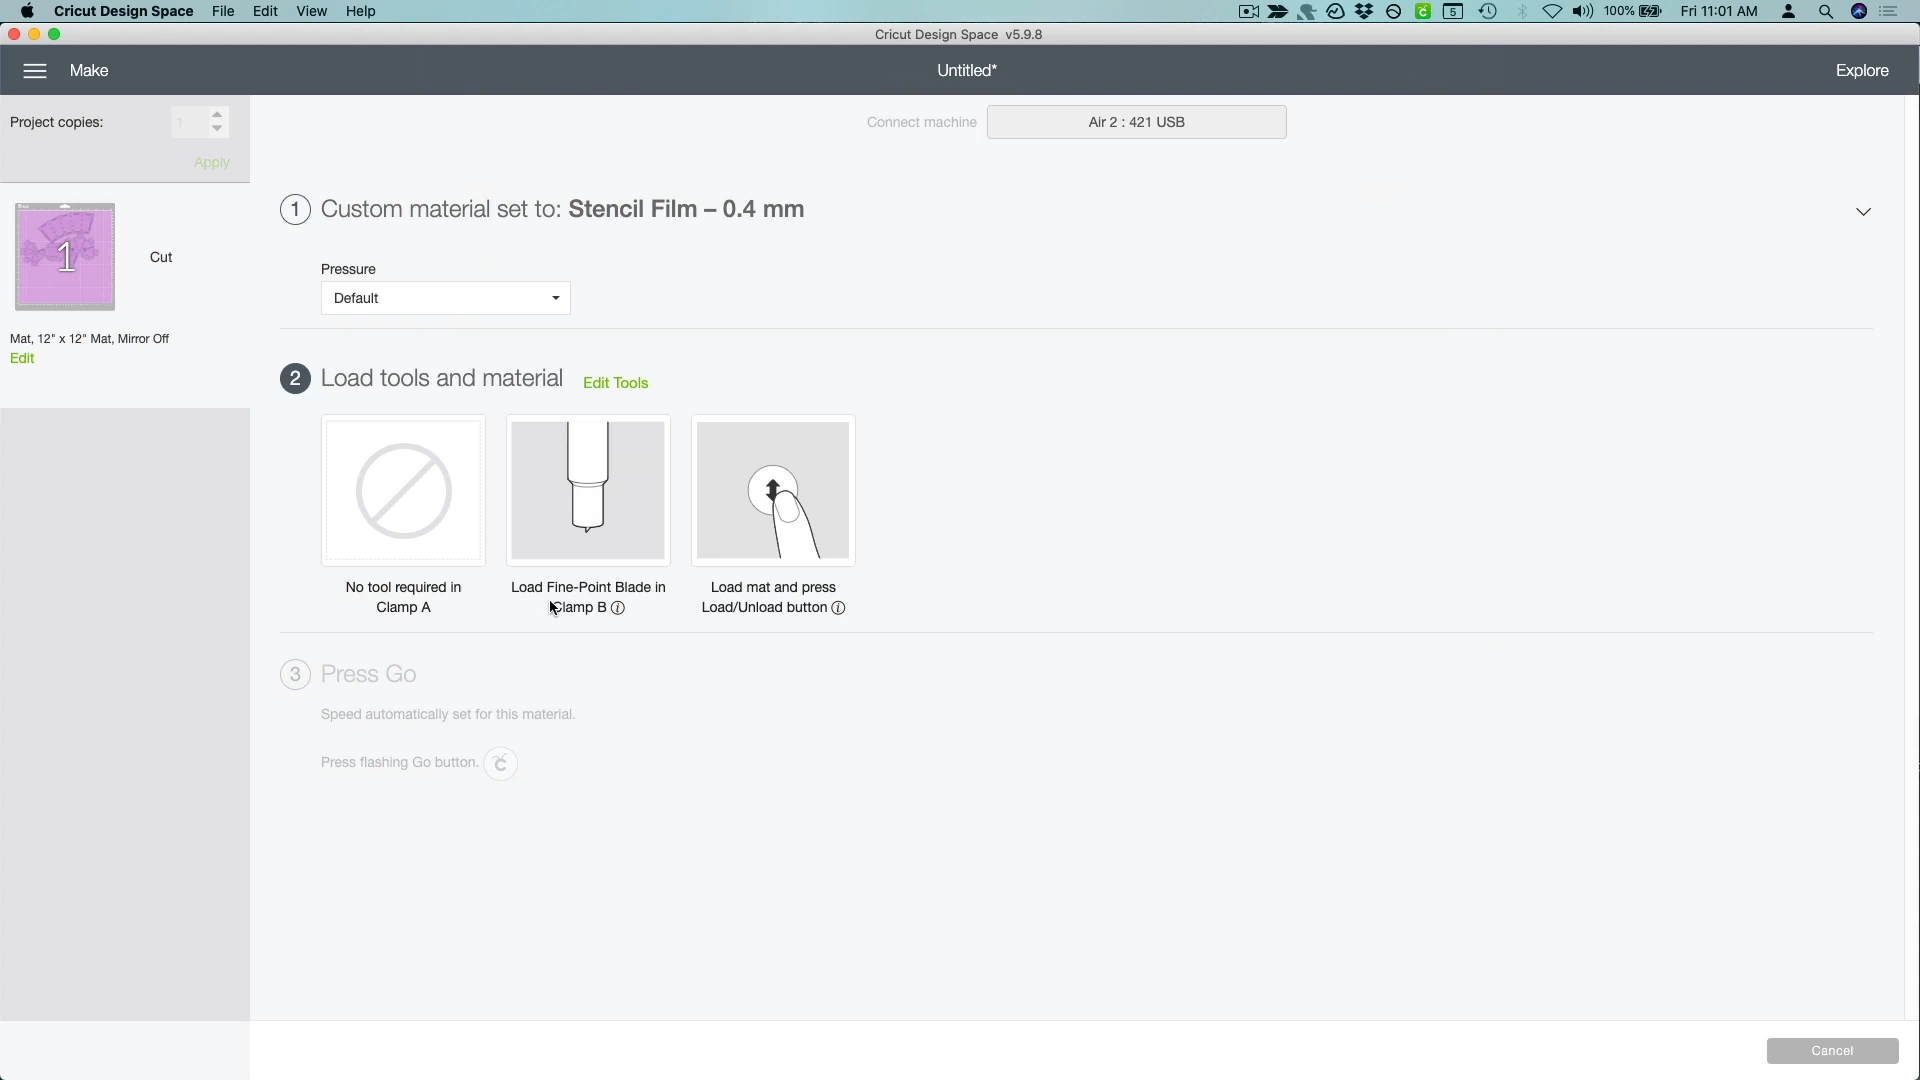 Cricut Design Space File Edit View Help
5 100% Fri 11:01 AM
Cricut Design Space v5.9.8
Make Untitled* Explore
Project copies: 1
Apply
Connect machine Air 2 : 421 USB
1 Custom material set to: Stencil Film – 0.4 mm
Pressure
Default
1
Cut
Mat, 12" x 12" Mat, Mirror Off
Edit
2 Load tools and material Edit Tools
No tool required in
Clamp A
Load Fine-Point Blade in
Clamp B
Load mat and press
Load/Unload button
3 Press Go
Speed automatically set for this material.
Press flashing Go button.
Cancel